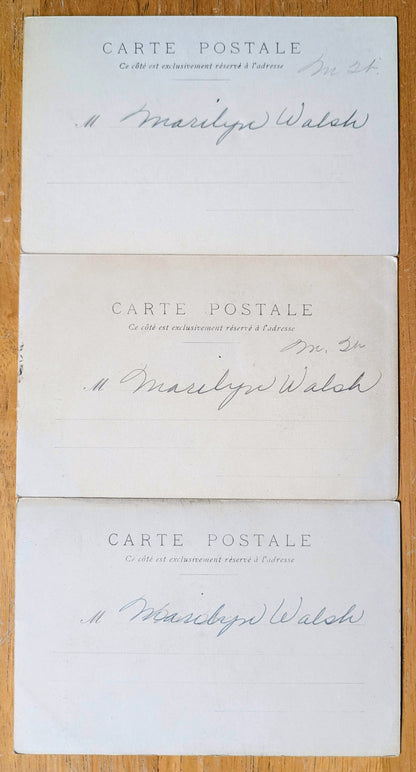 CARTE POSTALE
Ce côté est exclusivement réservé à l'adresse
M Marilyn Walsh
CARTE POSTALE
Ce côté est exclusivement réservé à l'adresse
M Marilyn Walsh
CARTE POSTALE
Ce côté est exclusivement réservé à l'adresse
M Marilyn Walsh